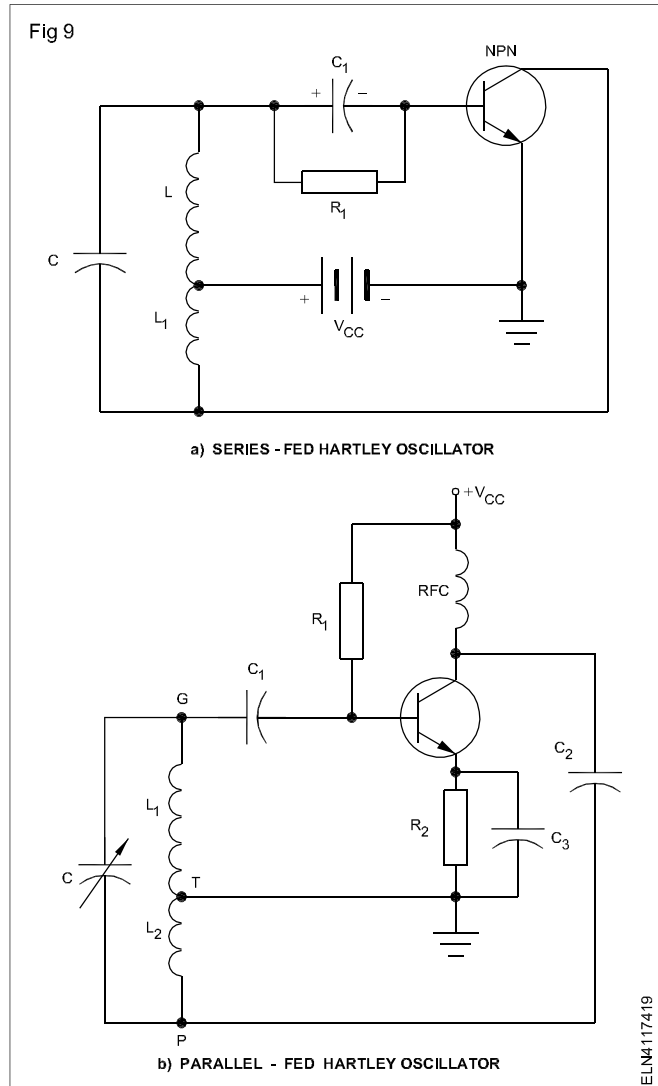 Fig 9
NPN
C1
+ −
L
R1
C
L1
+ −
VCC
a) SERIES - FED HARTLEY OSCILLATOR
+VCC
RFC
R1
C1
G
C2
L1
R2
C3
C
T
L2
P
b) PARALLEL - FED HARTLEY OSCILLATOR
ELN4117419